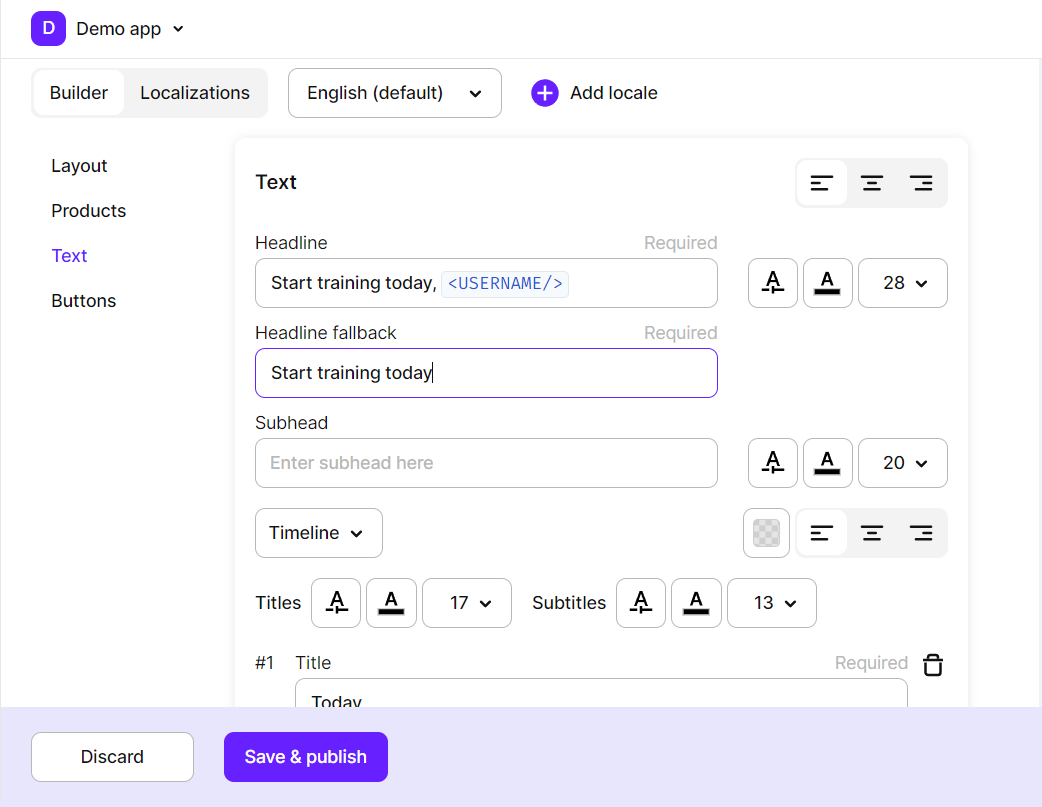 D Demo app
Builder Localizations English (default) Add locale
Layout
Products
Text
Buttons
Text
Headline Required
Start training today, <USERNAME/> A A 28
Headline fallback Required
Start training today
Subhead
Enter subhead here A A 20
Timeline
Titles A A 17 Subtitles A A 13
#1 Title Required
Today
Discard Save & publish